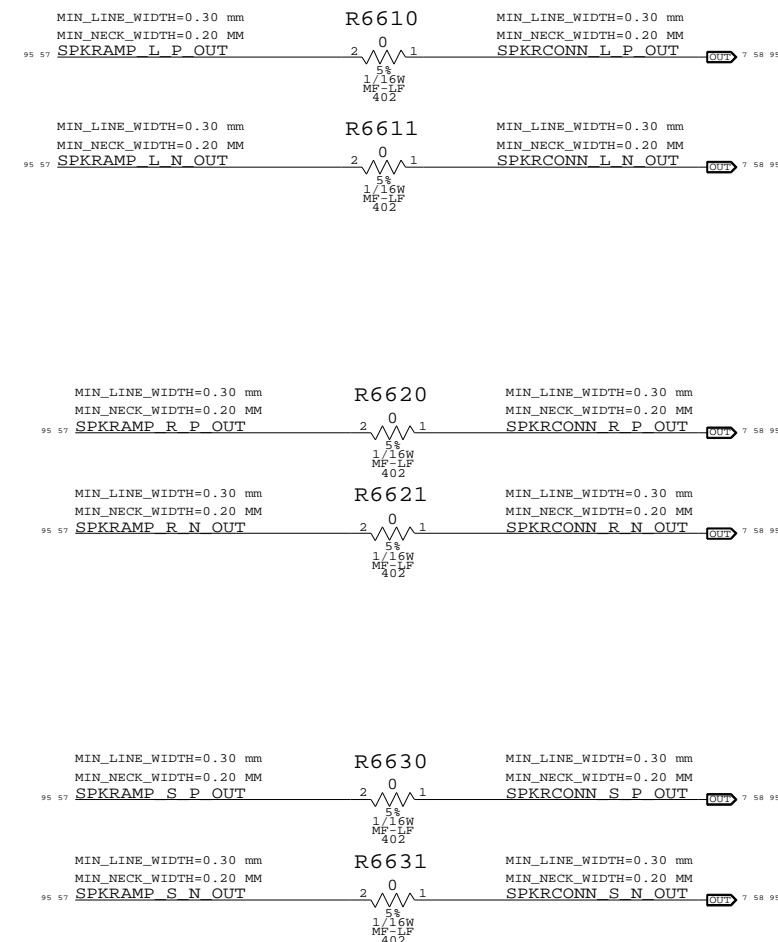 R6610
MIN_LINE_WIDTH=0.30 mm MIN_LINE_WIDTH=0.30 mm
MIN_NECK_WIDTH=0.20 MM 0 MIN_NECK_WIDTH=0.20 MM
95 57 SPKRAMP_L_P_OUT 2 1 SPKRCONN_L_P_OUT OUT 7 58 95
5%
1/16W
MF-LF
402
R6611
MIN_LINE_WIDTH=0.30 mm MIN_LINE_WIDTH=0.30 mm
MIN_NECK_WIDTH=0.20 MM 0 MIN_NECK_WIDTH=0.20 MM
95 57 SPKRAMP_L_N_OUT 2 1 SPKRCONN_L_N_OUT OUT 7 58 95
5%
1/16W
MF-LF
402
MIN_LINE_WIDTH=0.30 mm R6620 MIN_LINE_WIDTH=0.30 mm
MIN_NECK_WIDTH=0.20 MM 0 MIN_NECK_WIDTH=0.20 MM
95 57 SPKRAMP_R_P_OUT 2 1 SPKRCONN_R_P_OUT OUT 7 58 95
5%
1/16W
MF-LF
402
MIN_LINE_WIDTH=0.30 mm R6621 MIN_LINE_WIDTH=0.30 mm
MIN_NECK_WIDTH=0.20 MM 0 MIN_NECK_WIDTH=0.20 MM
95 57 SPKRAMP_R_N_OUT 2 1 SPKRCONN_R_N_OUT OUT 7 58 95
5%
1/16W
MF-LF
402
MIN_LINE_WIDTH=0.30 mm R6630 MIN_LINE_WIDTH=0.30 mm
MIN_NECK_WIDTH=0.20 MM 0 MIN_NECK_WIDTH=0.20 MM
95 57 SPKRAMP_S_P_OUT 2 1 SPKRCONN_S_P_OUT OUT 7 58 95
5%
1/16W
MF-LF
402
MIN_LINE_WIDTH=0.30 mm R6631 MIN_LINE_WIDTH=0.30 mm
MIN_NECK_WIDTH=0.20 MM 0 MIN_NECK_WIDTH=0.20 MM
95 57 SPKRAMP_S_N_OUT 2 1 SPKRCONN_S_N_OUT OUT 7 58 95
5%
1/16W
MF-LF
402